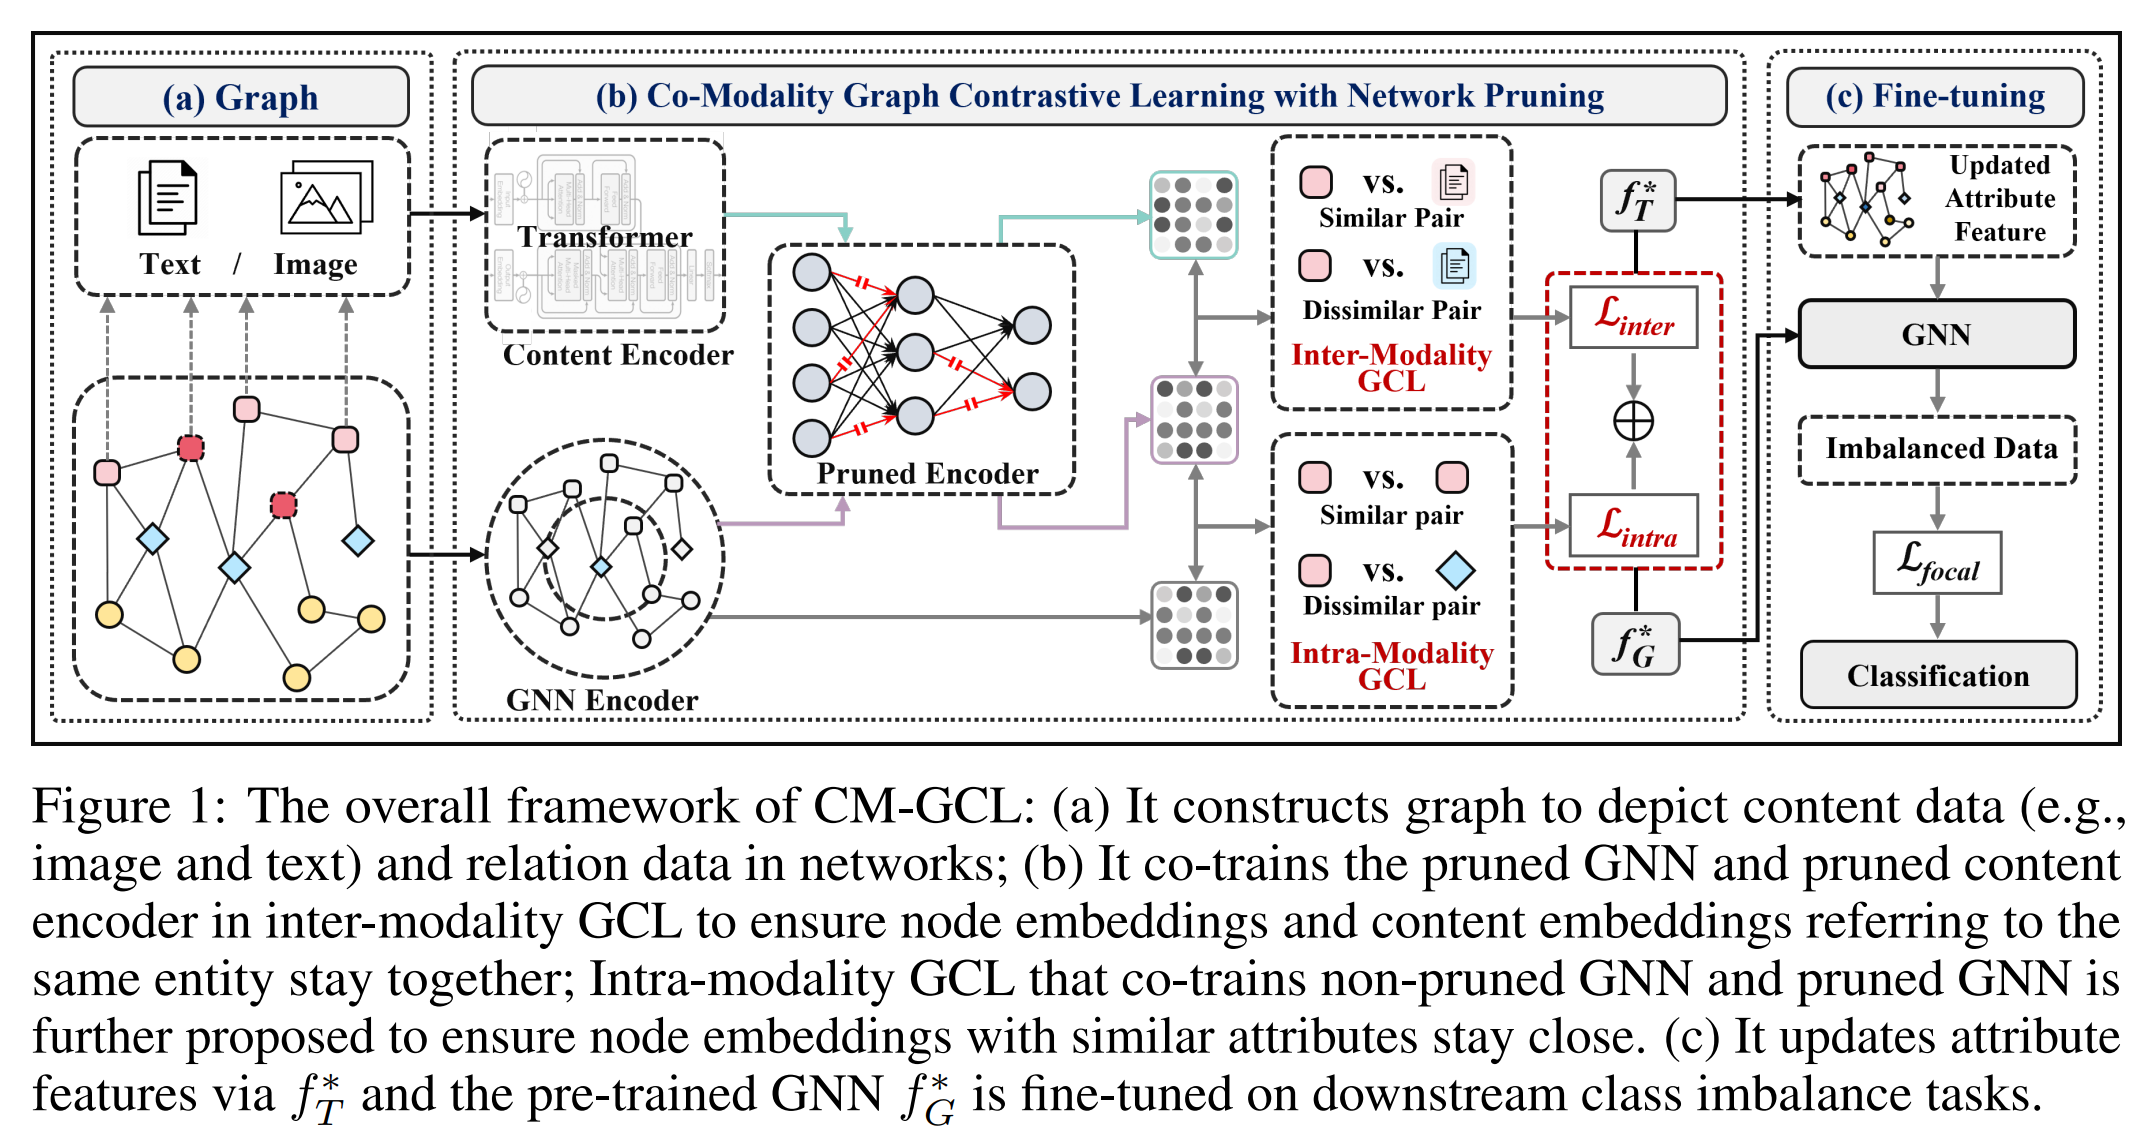 (a) Graph
Text / Image
(b) Co-Modality Graph Contrastive Learning with Network Pruning
Transformer
Content Encoder
GNN Encoder
Pruned Encoder
vs.
Similar Pair
vs.
Dissimilar Pair
Inter-Modality
GCL
vs.
Similar pair
vs.
Dissimilar pair
Intra-Modality
GCL
f*T
ℒinter
ℒintra
f*G
(c) Fine-tuning
Updated
Attribute
Feature
GNN
Imbalanced Data
ℒfocal
Classification
Figure 1: The overall framework of CM-GCL: (a) It constructs graph to depict content data (e.g.,
image and text) and relation data in networks; (b) It co-trains the pruned GNN and pruned content
encoder in inter-modality GCL to ensure node embeddings and content embeddings referring to the
same entity stay together; Intra-modality GCL that co-trains non-pruned GNN and pruned GNN is
further proposed to ensure node embeddings with similar attributes stay close. (c) It updates attribute
features via f*T and the pre-trained GNN f*G is fine-tuned on downstream class imbalance tasks.